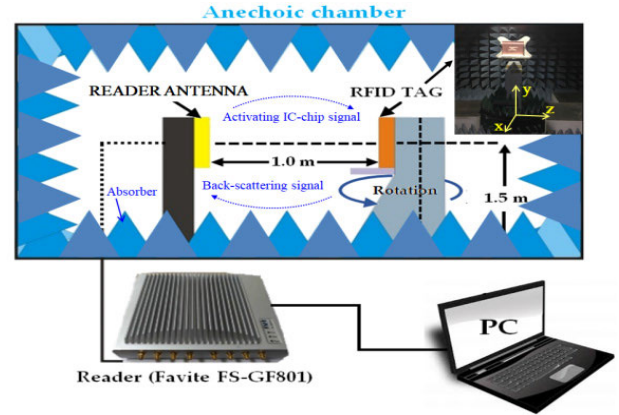 Anechoic chamber
READER ANTENNA
RFID TAG
Activating IC-chip signal
y
z
x
1.0 m
Back-scattering signal
Rotation
1.5 m
Absorber
PC
Reader (Favite FS-GF801)